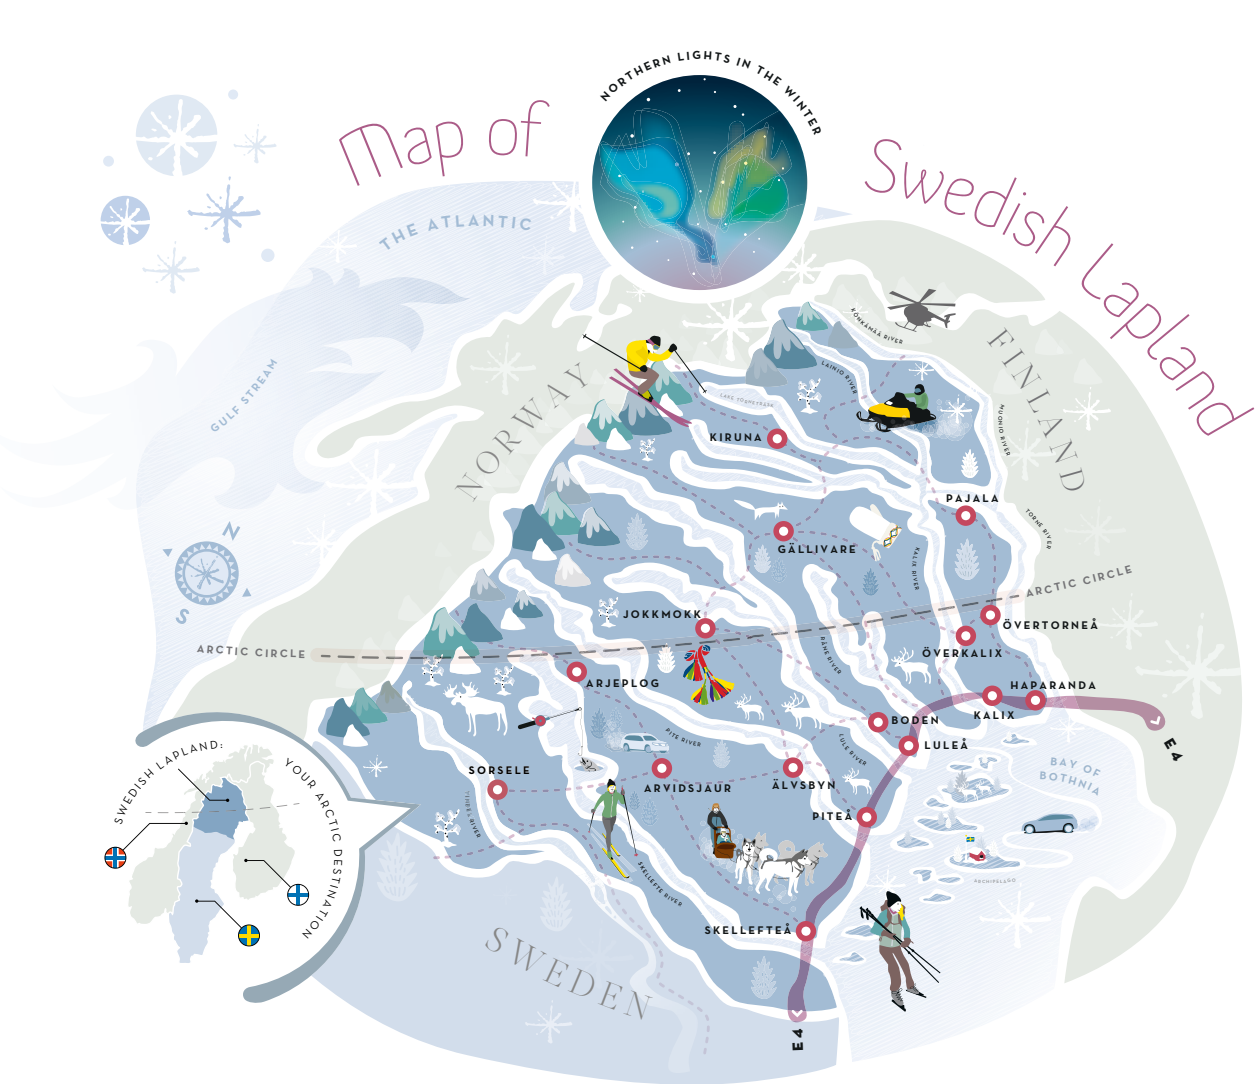 NORTHERN LIGHTS IN THE WINTER
Map of
Swedish Lapland
THE ATLANTIC
GULF STREAM
NORWAY
FINLAND
KÖNKÄMÄÄ RIVER
LAINIO RIVER
LAKE TORNETRÄSK
MUONIO RIVER
KIRUNA
PAJALA
TORNE RIVER
GÄLLIVARE
KALIX RIVER
N
S
ARCTIC CIRCLE
ARCTIC CIRCLE
JOKKMOKK
ÖVERTORNEÅ
ÖVERKALIX
RÅNE RIVER
ARJEPLOG
HAPARANDA
KALIX
BODEN
LULEÅ
E4
PITE RIVER
LULE RIVER
BAY OF
BOTHNIA
SORSELE
ARVIDSJAUR
ÄLVSBYN
PITEÅ
SWEDISH LAPLAND:
YOUR ARCTIC DESTINATION
RIVER
SKELLEFTE RIVER
ARCHIPELAGO
SKELLEFTEÅ
SWEDEN
E4